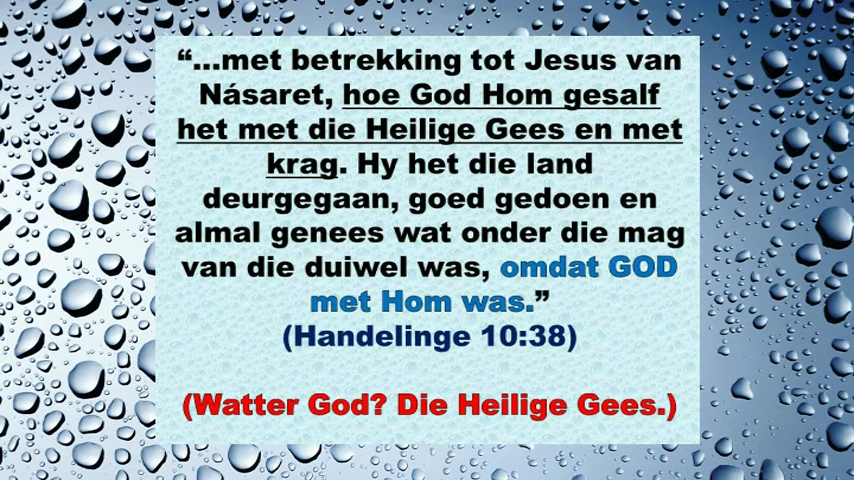 “...met betrekking tot Jesus van
Násaret, hoe God Hom gesalf
het met die Heilige Gees en met
krag. Hy het die land
deurgegaan, goed gedoen en
almal genees wat onder die mag
van die duiwel was, omdat GOD
met Hom was.”
(Handelinge 10:38)
(Watter God? Die Heilige Gees.)